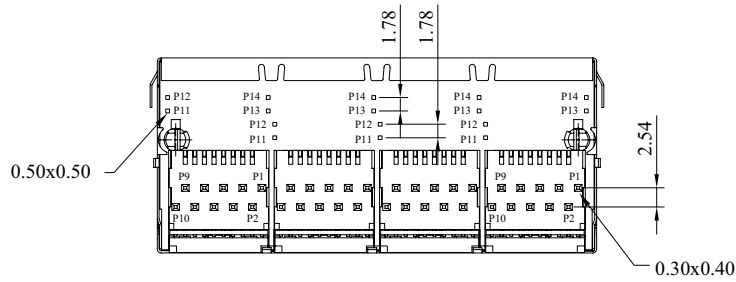 1.78 1.78
P12 P14 P14 P14 P14
P11 P13 P13 P13 P13
P12 P12 P12
P11 P11 P11
2.54
0.50x0.50
P9 P1 P9 P1
P10 P2 P10 P2
0.30x0.40